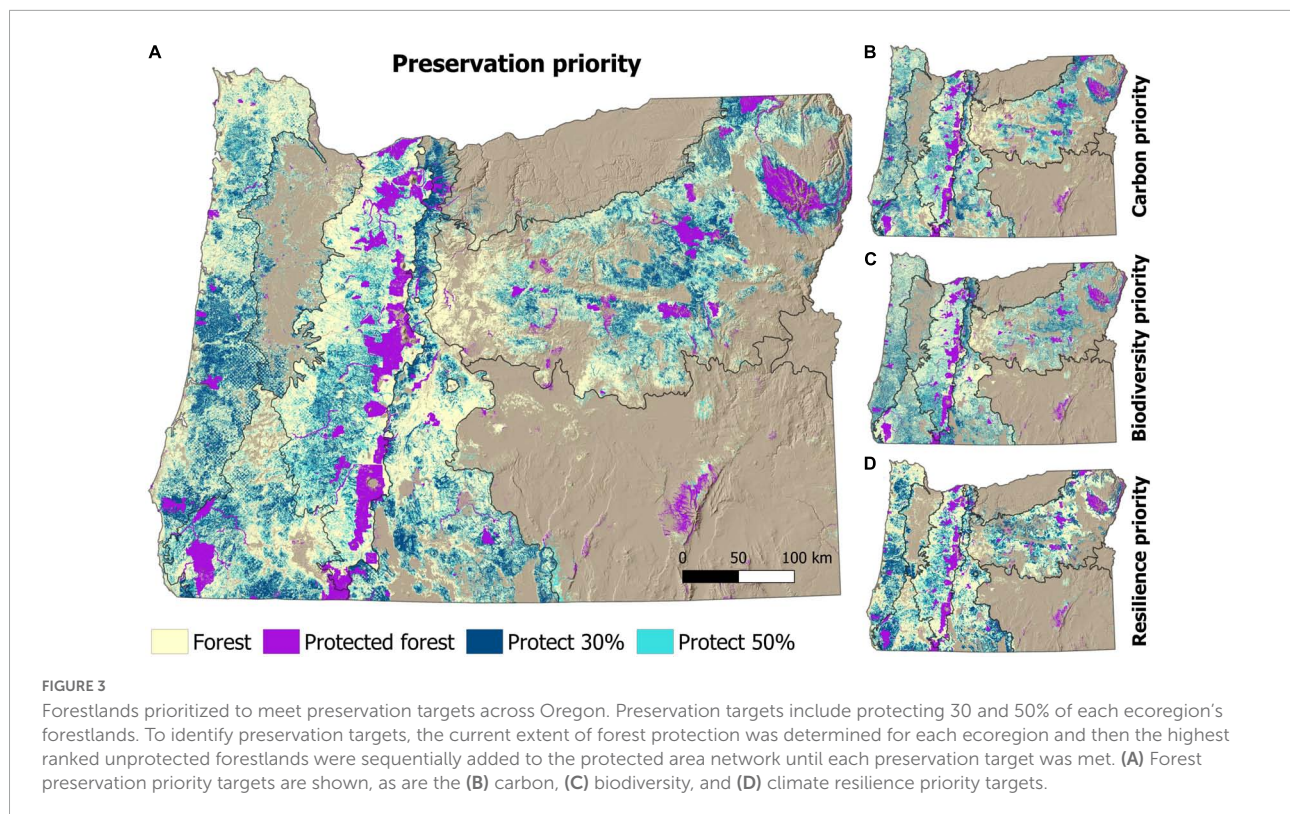 A
Preservation priority
0 50 100 km
Forest Protected forest Protect 30% Protect 50%
B
Carbon priority
C
Biodiversity priority
D
Resilience priority
FIGURE 3
Forestlands prioritized to meet preservation targets across Oregon. Preservation targets include protecting 30 and 50% of each ecoregion's
forestlands. To identify preservation targets, the current extent of forest protection was determined for each ecoregion and then the highest
ranked unprotected forestlands were sequentially added to the protected area network until each preservation target was met. (A) Forest
preservation priority targets are shown, as are the (B) carbon, (C) biodiversity, and (D) climate resilience priority targets.